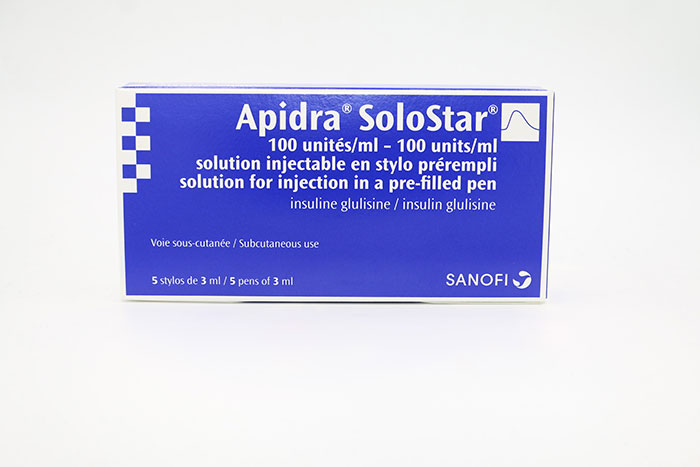 Apidra® SoloStar®
100 unités/ml – 100 units/ml
solution injectable en stylo prérempli
solution for injection in a pre-filled pen
insuline glulisine / insulin glulisine
Voie sous-cutanée / Subcutaneous use
5 stylos de 3 ml / 5 pens of 3 ml
SANOFI